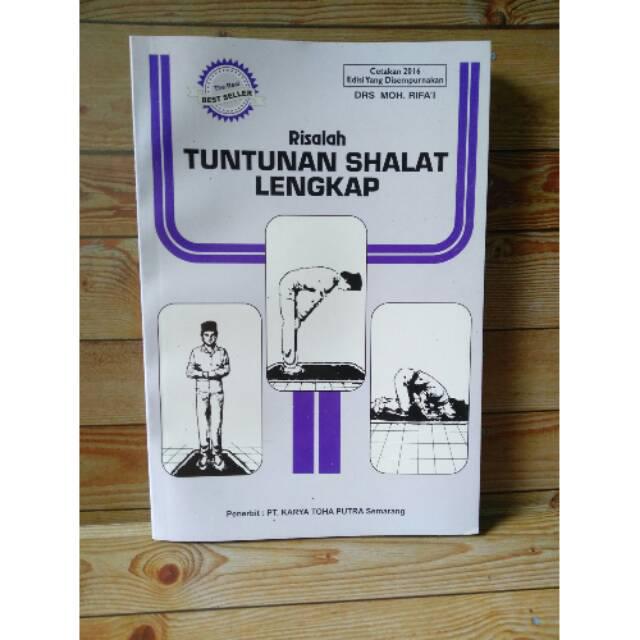 The Real
BEST SELLER
Cetakan 2016
Edisi Yang Disempurnakan
DRS MOH. RIFA'I
Risalah
TUNTUNAN SHALAT
LENGKAP
Penerbit : PT. KARYA TOHA PUTRA Semarang